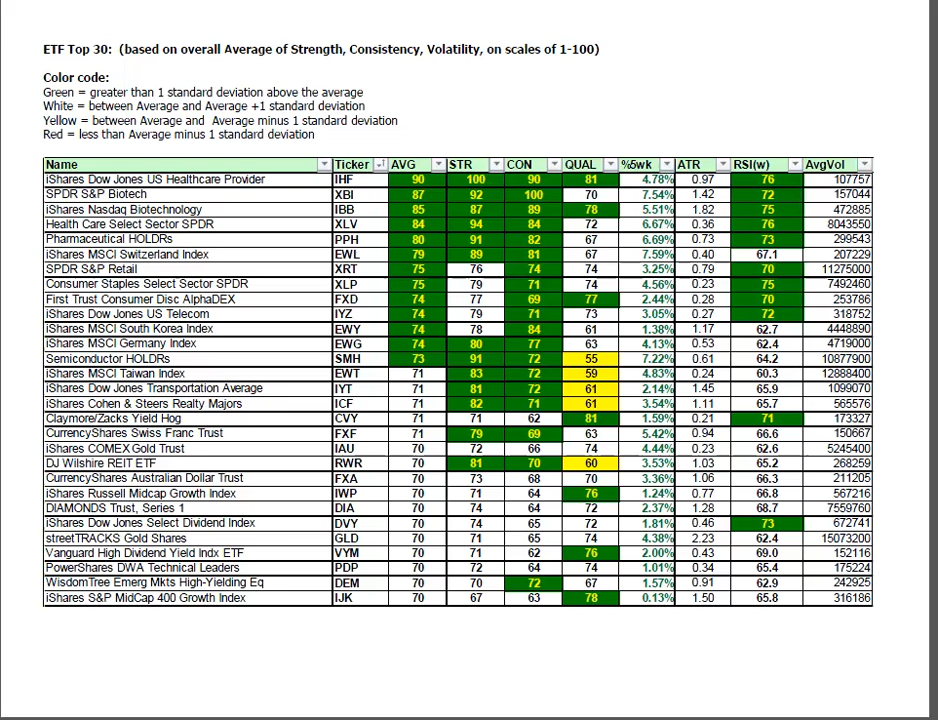 ETF Top 30: (based on overall Average of Strength, Consistency, Volatility, on scales of 1-100)
Color code:
Green = greater than 1 standard deviation above the average
White = between Average and Average +1 standard deviation
Yellow = between Average and Average minus 1 standard deviation
Red = less than Average minus 1 standard deviation
Name Ticker AVG STR CON QUAL %5wk ATR RSI(w) AvgVol
iShares Dow Jones US Healthcare Provider IHF 90 100 90 81 4.78% 0.97 76 107757
SPDR S&P Biotech XBI 87 92 100 70 7.54% 1.42 72 157044
iShares Nasdaq Biotechnology IBB 85 87 89 78 5.51% 1.82 75 472885
Health Care Select Sector SPDR XLV 84 94 84 72 6.67% 0.36 76 8043550
Pharmaceutical HOLDRs PPH 80 91 82 67 6.69% 0.73 73 299543
iShares MSCI Switzerland Index EWL 79 89 81 67 7.59% 0.40 67.1 207229
SPDR S&P Retail XRT 75 76 74 74 3.25% 0.79 70 11275000
Consumer Staples Select Sector SPDR XLP 75 79 71 74 4.56% 0.23 75 7492460
First Trust Consumer Disc AlphaDEX FXD 74 77 69 77 2.44% 0.28 70 253786
iShares Dow Jones US Telecom IYZ 74 79 71 73 3.05% 0.27 72 318752
iShares MSCI South Korea Index EWY 74 78 84 61 1.38% 1.17 62.7 4448890
iShares MSCI Germany Index EWG 74 80 77 63 4.13% 0.53 62.4 4719000
Semiconductor HOLDRs SMH 73 91 72 55 7.22% 0.61 64.2 10877900
iShares MSCI Taiwan Index EWT 71 83 72 59 4.83% 0.24 60.3 12888400
iShares Dow Jones Transportation Average IYT 71 81 72 61 2.14% 1.45 65.9 1099070
iShares Cohen & Steers Realty Majors ICF 71 82 71 61 3.54% 1.11 65.7 565576
Claymore/Zacks Yield Hog CVY 71 71 62 81 1.59% 0.21 71 173327
CurrencyShares Swiss Franc Trust FXF 71 79 69 63 5.42% 0.94 66.6 150667
iShares COMEX Gold Trust IAU 70 72 66 74 4.44% 0.23 62.6 5245400
DJ Wilshire REIT ETF RWR 70 81 70 60 3.53% 1.03 65.2 268259
CurrencyShares Australian Dollar Trust FXA 70 73 68 70 3.36% 1.06 66.3 211205
iShares Russell Midcap Growth Index IWP 70 71 64 76 1.24% 0.77 66.8 567216
DIAMONDS Trust, Series 1 DIA 70 74 64 72 2.37% 1.28 68.7 7559760
iShares Dow Jones Select Dividend Index DVY 70 74 65 72 1.81% 0.46 73 672741
streetTRACKS Gold Shares GLD 70 71 65 74 4.38% 2.23 62.4 15073200
Vanguard High Dividend Yield Indx ETF VYM 70 71 62 76 2.00% 0.43 69.0 152116
PowerShares DWA Technical Leaders PDP 70 72 64 74 1.01% 0.34 65.4 175224
WisdomTree Emerg Mkts High-Yielding Eq DEM 70 70 72 67 1.57% 0.91 62.9 242925
iShares S&P MidCap 400 Growth Index IJK 70 67 63 78 0.13% 1.50 65.8 316186